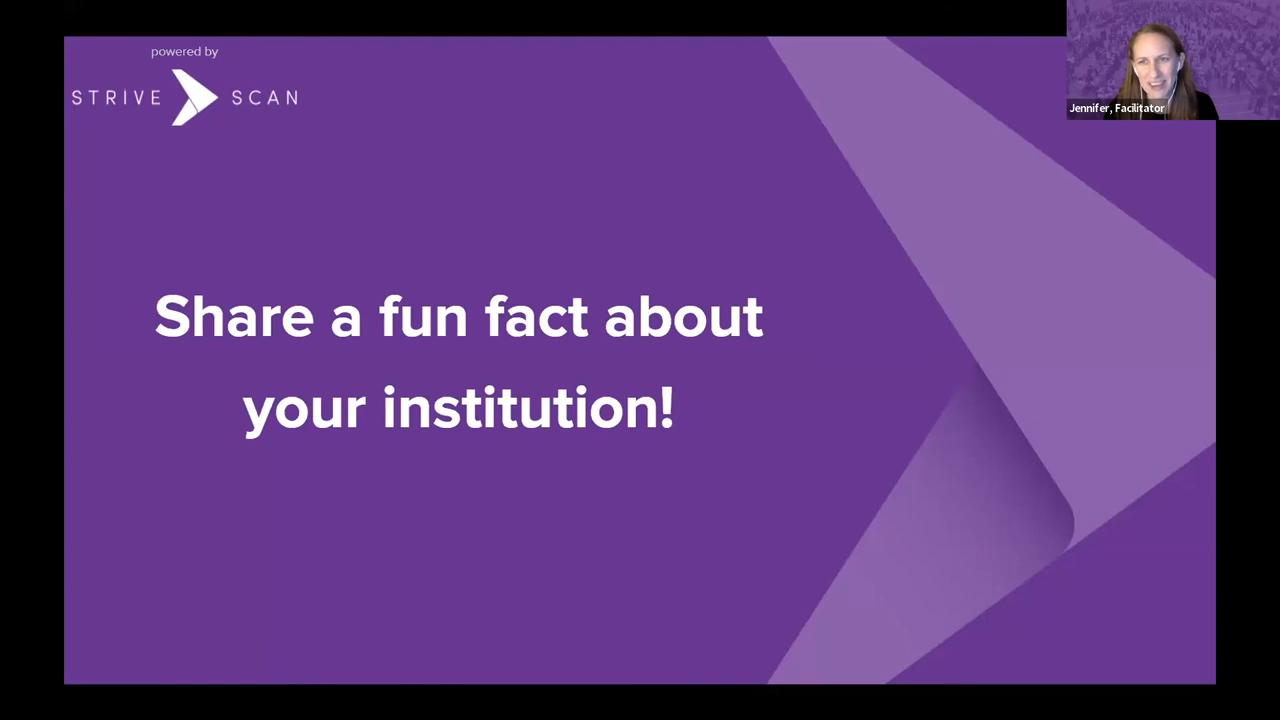 powered by
STRIVE SCAN
Jennifer, Facilitator
Share a fun fact about
your institution!